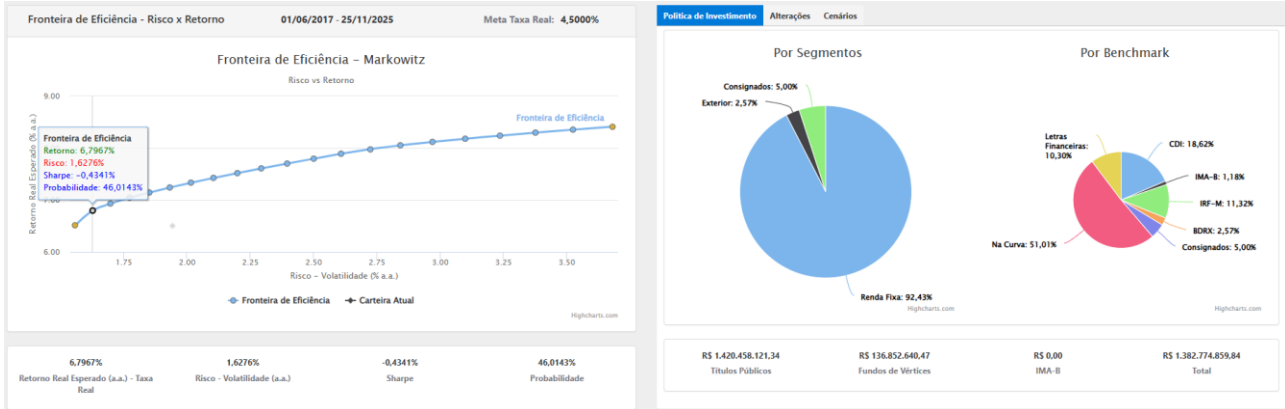 Fronteira de Eficiência - Risco x Retorno 01/06/2017 - 25/11/2025 Meta Taxa Real: 4,5000%
Fronteira de Eficiência – Markowitz
Risco vs Retorno
9.00
Fronteira de Eficiência
Fronteira de Eficiência
Retorno: 6,7967%
Risco: 1,6276%
Sharpe: -0,4341%
Probabilidade: 46,0143%
Retorno Real Esperado (% a.a.)
6.00
1.75 2.00 2.25 2.50 2.75 3.00 3.25 3.50
Risco – Volatilidade (% a.a.)
Fronteira de Eficiência Carteira Atual
Highcharts.com
6,7967% 1,6276% -0,4341% 46,0143%
Retorno Real Esperado (a.a.) - Taxa Real Risco - Volatilidade (a.a.) Sharpe Probabilidade
Política de Investimento Alterações Cenários
Por Segmentos
Consignados: 5,00%
Exterior: 2,57%
Renda Fixa: 92,43%
Highcharts.com
Por Benchmark
Letras
Financeiras:
10,30%
CDI: 18,62%
IMA-B: 1,18%
IRF-M: 11,32%
BDRX: 2,57%
Consignados: 5,00%
Na Curva: 51,01%
Highcharts.com
R$ 1.420.458.121,34 R$ 136.852.640,47 R$ 0,00 R$ 1.382.774.859,84
Títulos Públicos Fundos de Vértices IMA-B Total